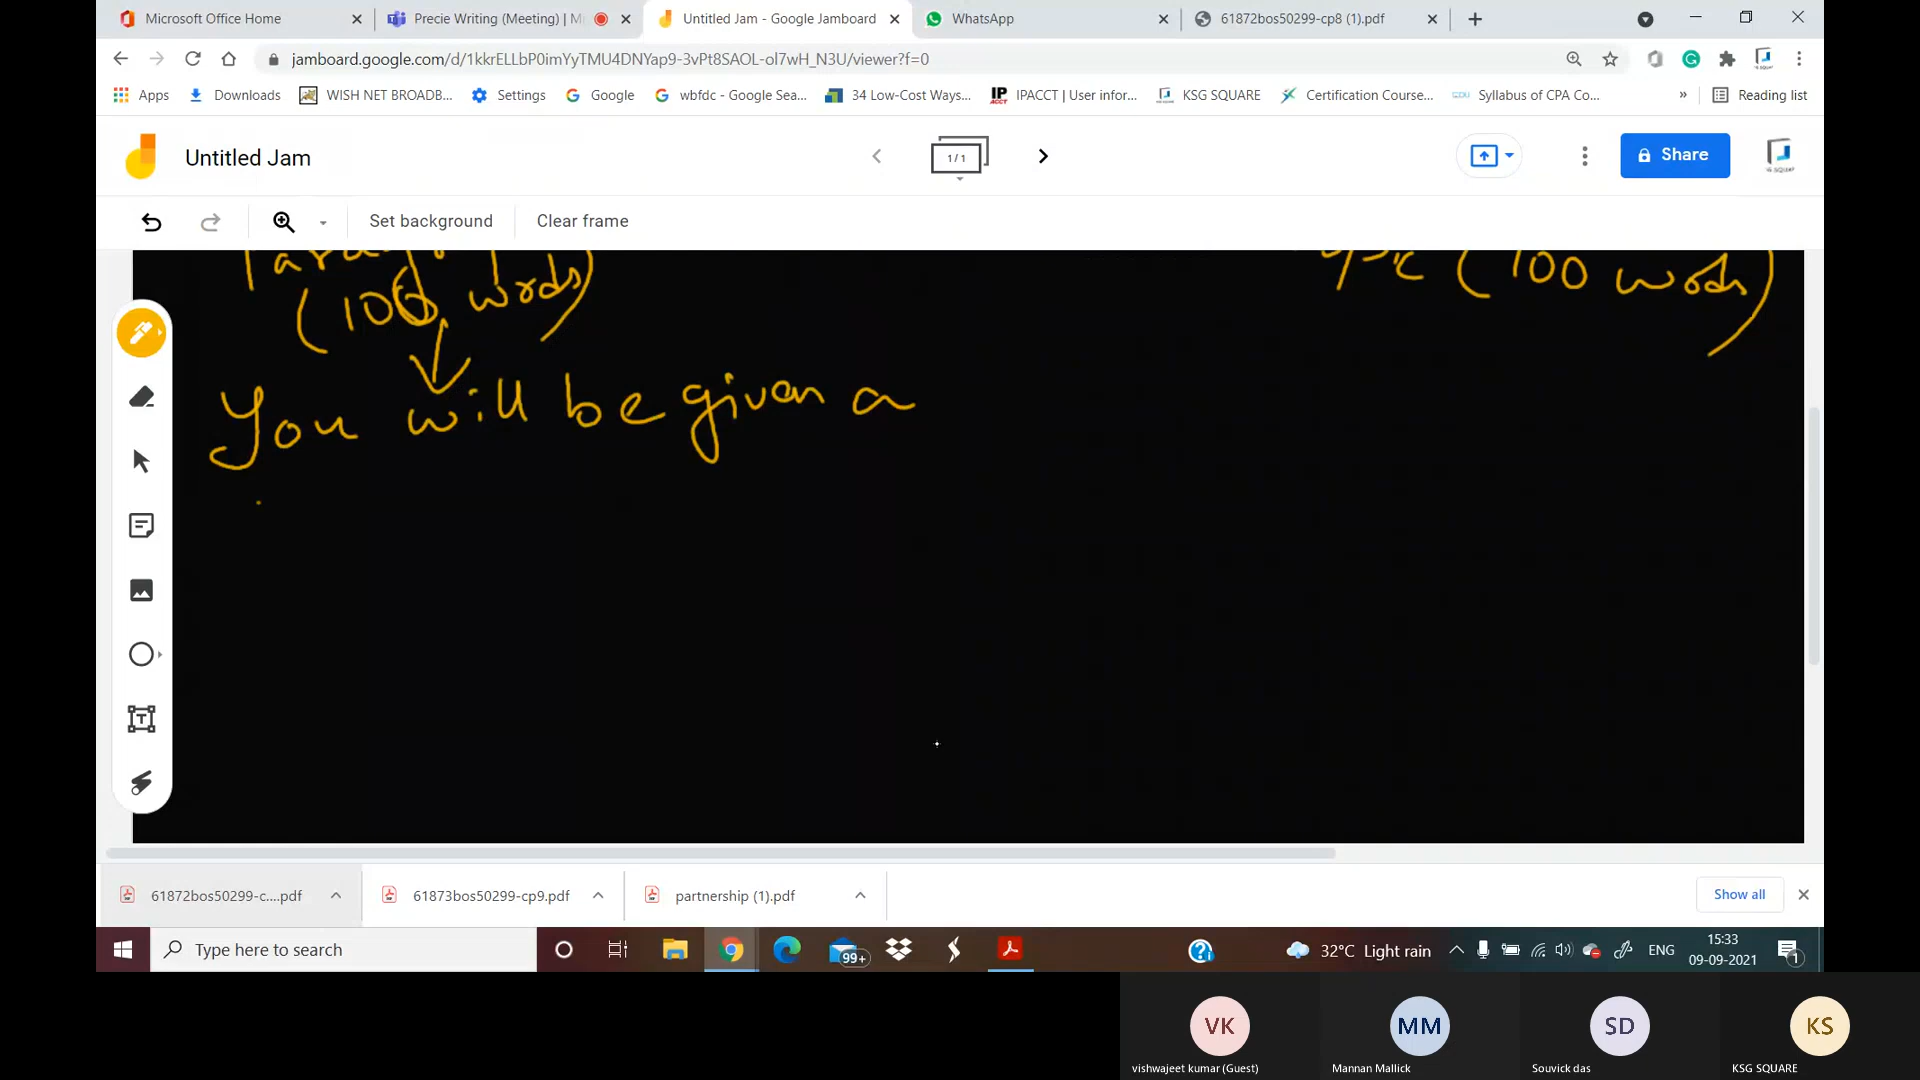 Microsoft Office Home
Precie Writing (Meeting) | M
Untitled Jam - Google Jamboard
WhatsApp
61872bos50299-cp8 (1).pdf
jamboard.google.com/d/1kkrELLbP0imYyTMU4DNYap9-3vPt8SAOL-ol7wH_N3U/viewer?f=0
Apps
Downloads
WISH NET BROADB...
Settings
Google
wbfdc - Google Sea...
34 Low-Cost Ways...
IPACCT | User infor...
KSG SQUARE
Certification Course...
Syllabus of CPA Co...
»
Reading list
Untitled Jam
1 / 1
Share
Set background
Clear frame
(100 words)
(100 words)
You will be given a
61872bos50299-c....pdf
61873bos50299-cp9.pdf
partnership (1).pdf
Show all
Type here to search
99+
32°C Light rain
ENG
15:33
09-09-2021
1
VK
MM
SD
KS
vishwajeet kumar (Guest)
Mannan Mallick
Souvick das
KSG SQUARE